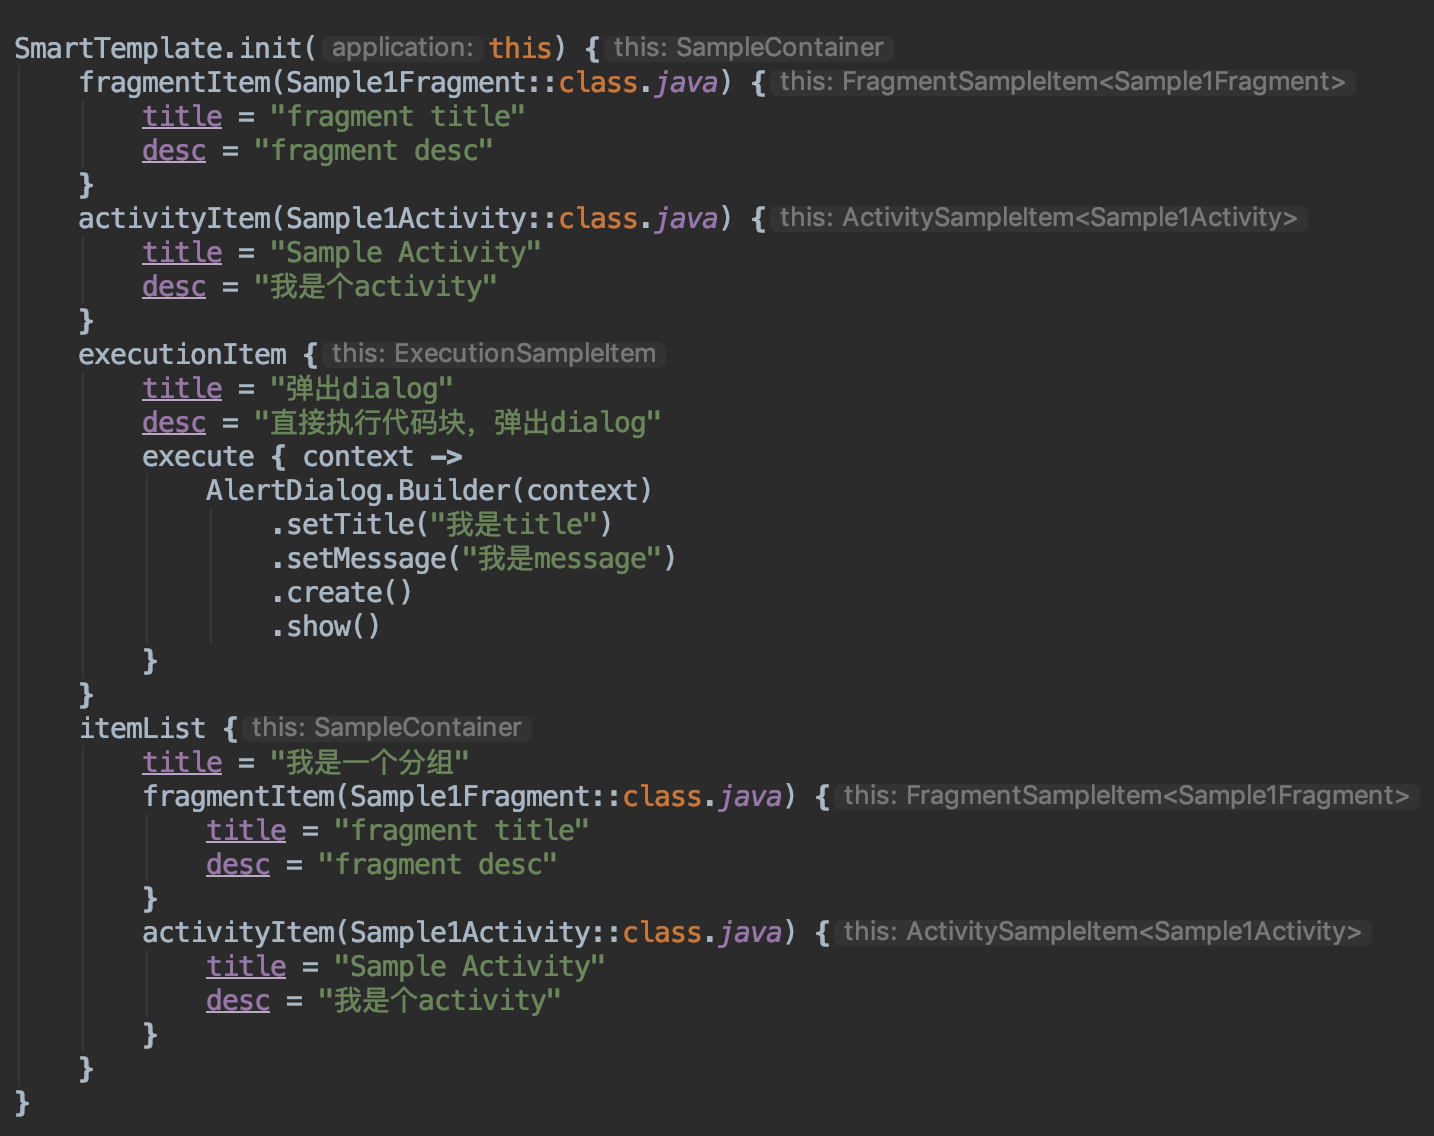 SmartTemplate.init( application: this) { this: SampleContainer
    fragmentItem(Sample1Fragment::class.java) { this: FragmentSampleItem<Sample1Fragment>
        title = "fragment title"
        desc = "fragment desc"
    }
    activityItem(Sample1Activity::class.java) { this: ActivitySampleItem<Sample1Activity>
        title = "Sample Activity"
        desc = "我是个activity"
    }
    executionItem { this: ExecutionSampleItem
        title = "弹出dialog"
        desc = "直接执行代码块，弹出dialog"
        execute { context ->
            AlertDialog.Builder(context)
                .setTitle("我是title")
                .setMessage("我是message")
                .create()
                .show()
        }
    }
    itemList { this: SampleContainer
        title = "我是一个分组"
        fragmentItem(Sample1Fragment::class.java) { this: FragmentSampleItem<Sample1Fragment>
            title = "fragment title"
            desc = "fragment desc"
        }
        activityItem(Sample1Activity::class.java) { this: ActivitySampleItem<Sample1Activity>
            title = "Sample Activity"
            desc = "我是个activity"
        }
    }
}